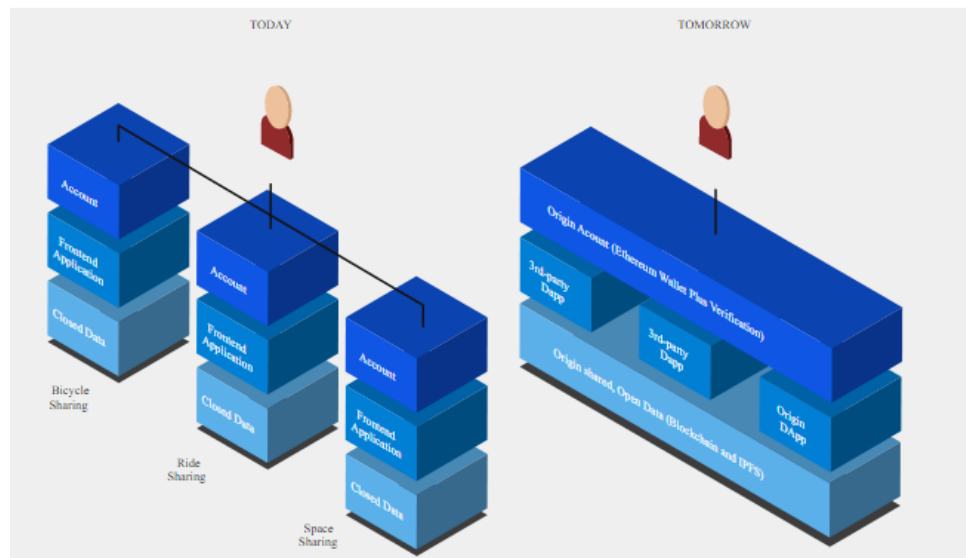 TODAY
TOMORROW
Account
Frontend
Application
Closed Data
Bicycle
Sharing
Account
Frontend
Application
Closed Data
Ride
Sharing
Account
Frontend
Application
Closed Data
Space
Sharing
Origin Acount (Ethereum Wallet Plus Verification)
3rd-party
Dapp
3rd-party
Dapp
Origin
DApp
Origin shared, Open Data (Blockchain and IPFS)